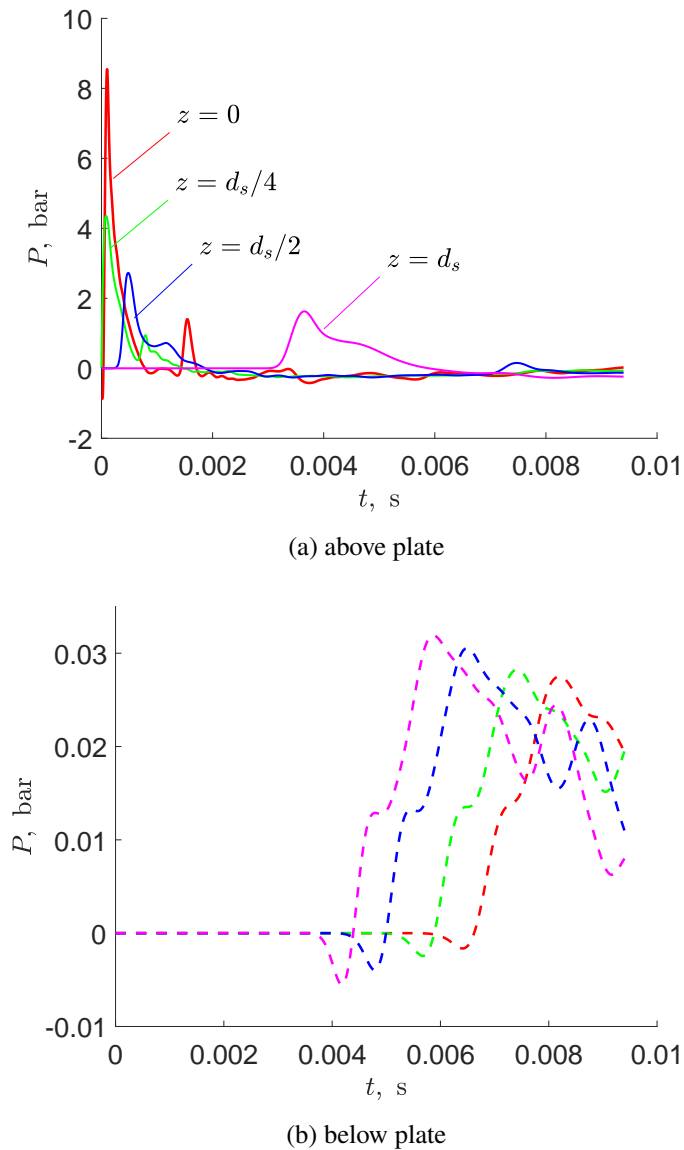 10
8
6
4
2
0
-2
P, bar
z = 0
z = d_s/4
z = d_s/2
z = d_s
0 0.002 0.004 0.006 0.008 0.01
t, s
(a) above plate
0.03
0.02
0.01
0
-0.01
P, bar
0 0.002 0.004 0.006 0.008 0.01
t, s
(b) below plate